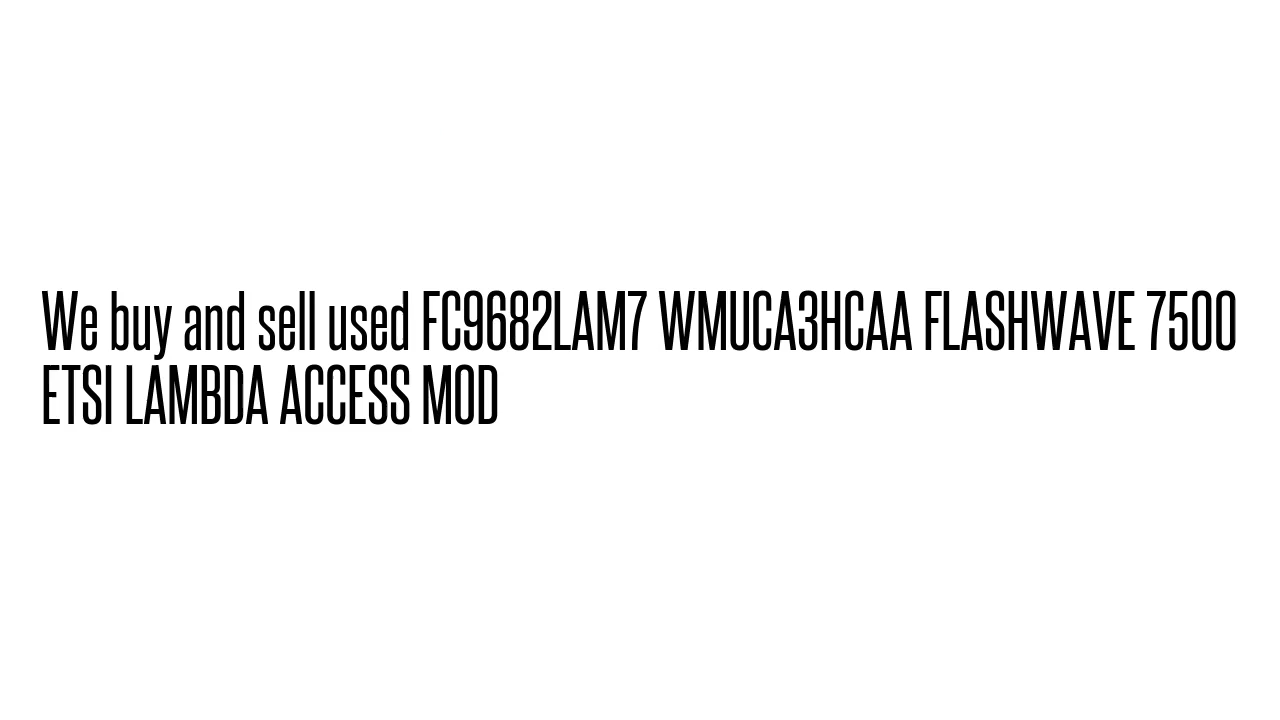 We buy and sell used FC9682LAM7 WMUCA3HCAA FLASHWAVE 7500
ETSI LAMBDA ACCESS MOD